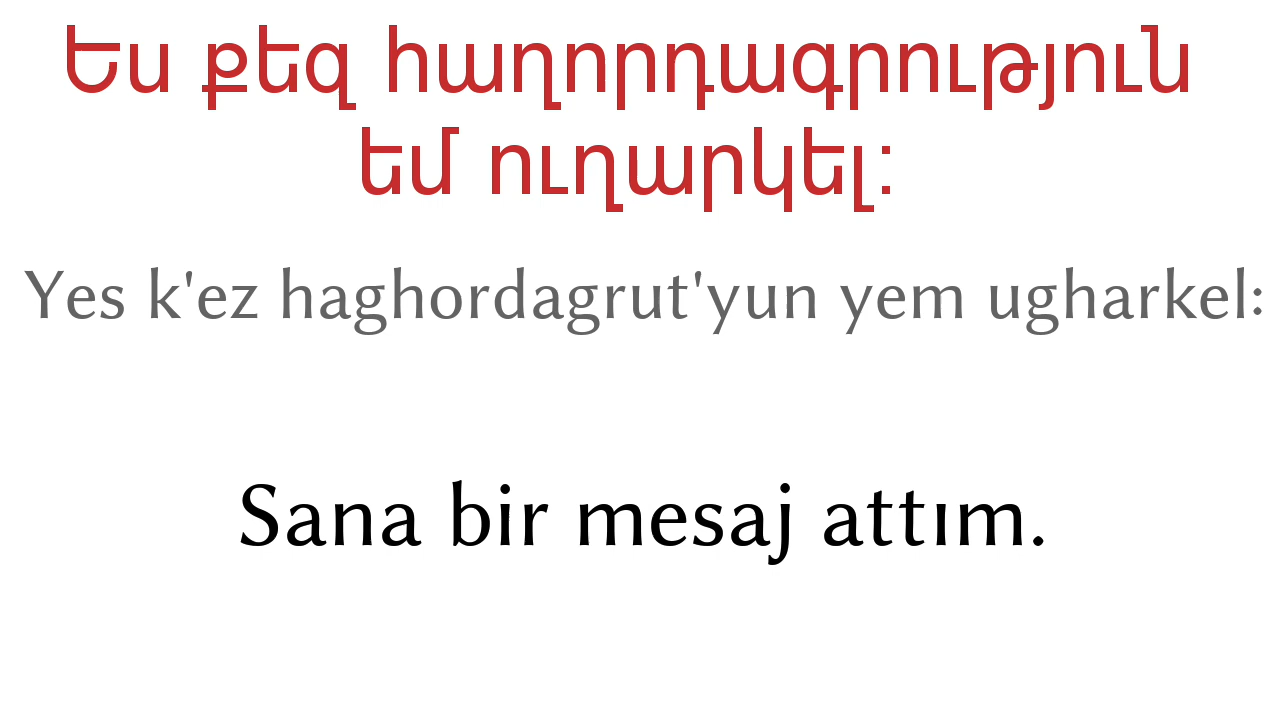 Ես քեզ հաղորդագրություն
եմ ուղարկել:
Yes k'ez haghordagrut'yun yem ugharkel:
Sana bir mesaj attım.